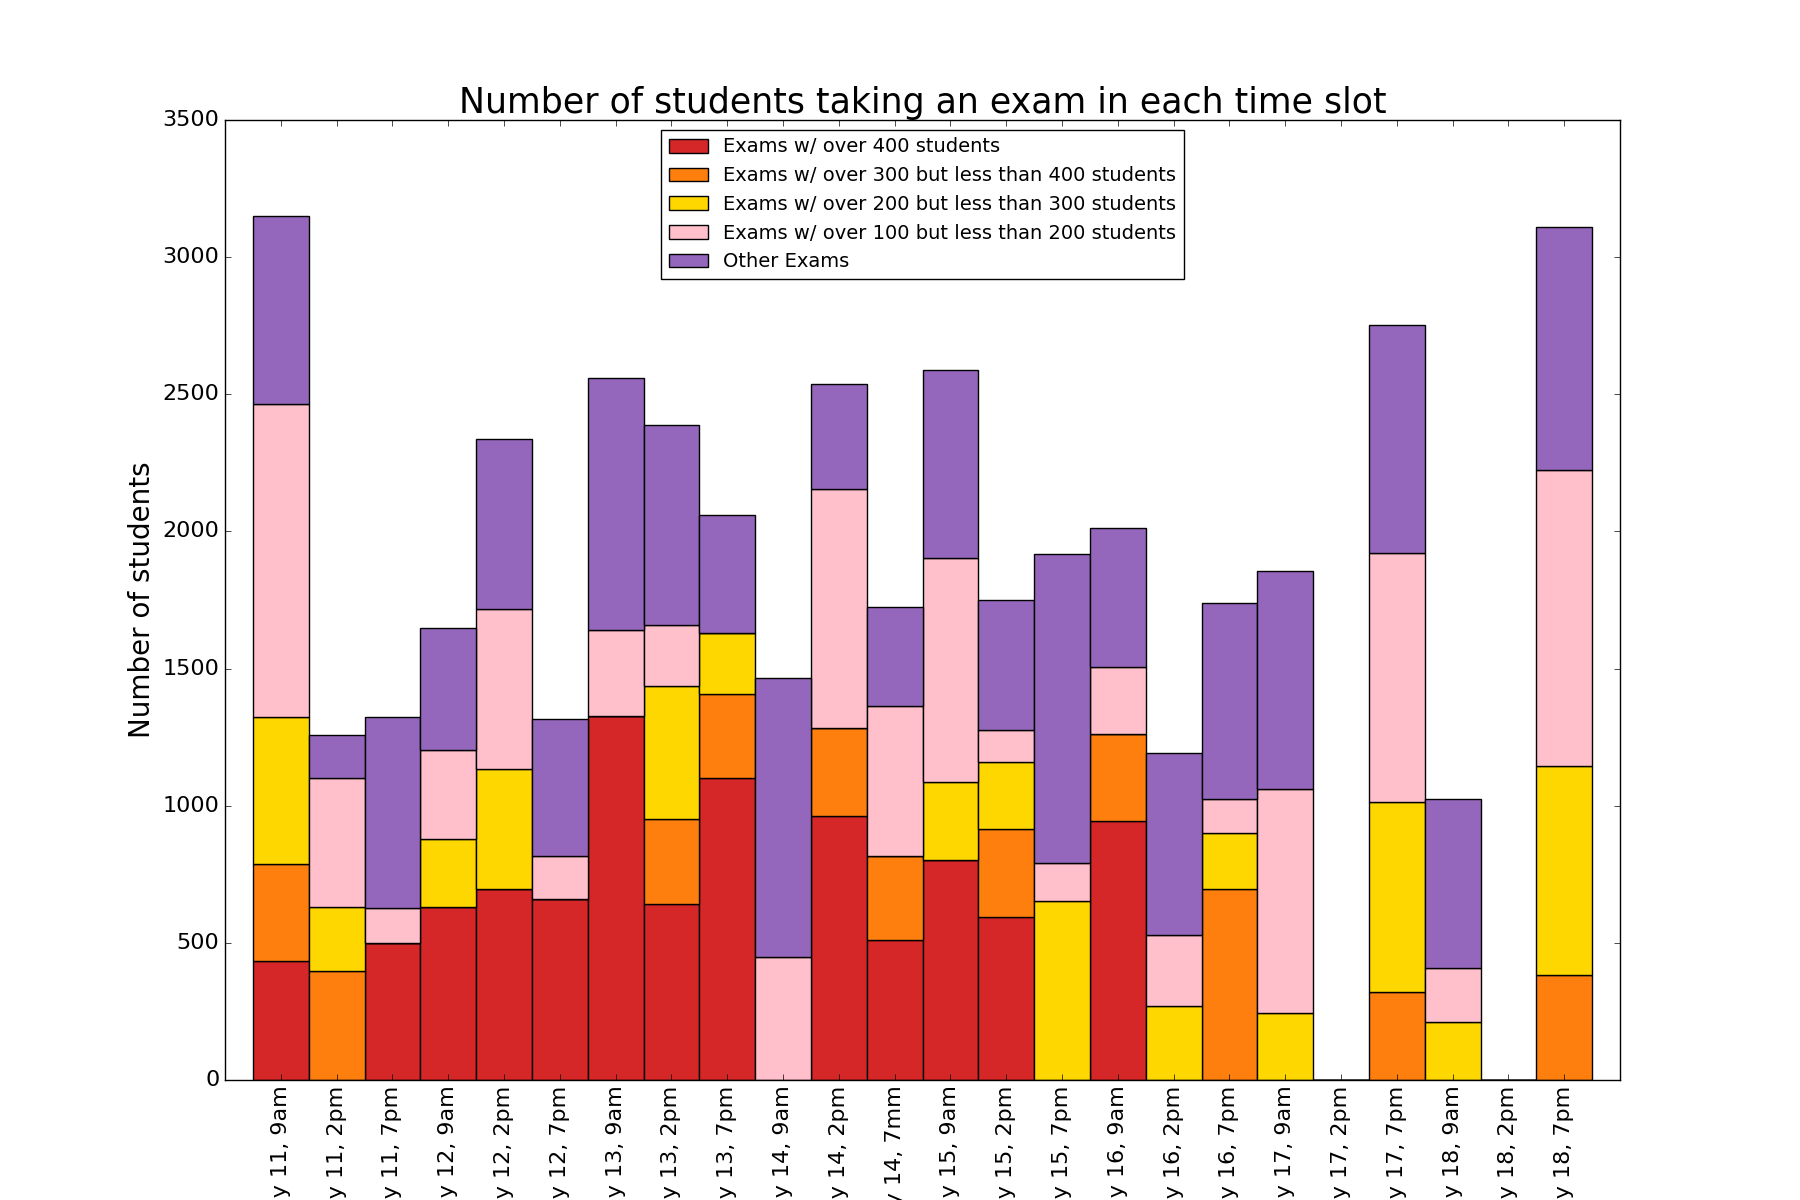 Number of students taking an exam in each time slot
Exams w/ over 400 students
Exams w/ over 300 but less than 400 students
Exams w/ over 200 but less than 300 students
Exams w/ over 100 but less than 200 students
Other Exams
Number of students
3500
3000
2500
2000
1500
1000
500
0
y 11, 9am
y 11, 2pm
y 11, 7pm
y 12, 9am
y 12, 2pm
y 12, 7pm
y 13, 9am
y 13, 2pm
y 13, 7pm
y 14, 9am
y 14, 2pm
y 14, 7mm
y 15, 9am
y 15, 2pm
y 15, 7pm
y 16, 9am
y 16, 2pm
y 16, 7pm
y 17, 9am
y 17, 2pm
y 17, 7pm
y 18, 9am
y 18, 2pm
y 18, 7pm